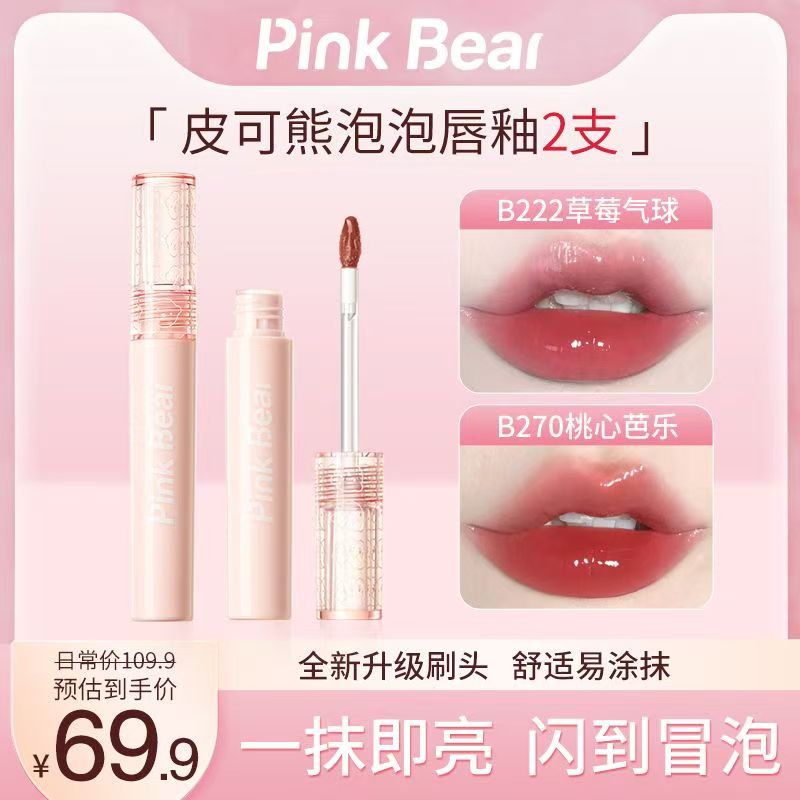 Pink Bear
「 皮可熊泡泡唇釉2支 」
B222草莓气球
B270桃心芭乐
Pink Bear
Pink Bear
日常价109.9
预估到手价
¥69.9
全新升级刷头 舒适易涂抹
一抹即亮 闪到冒泡